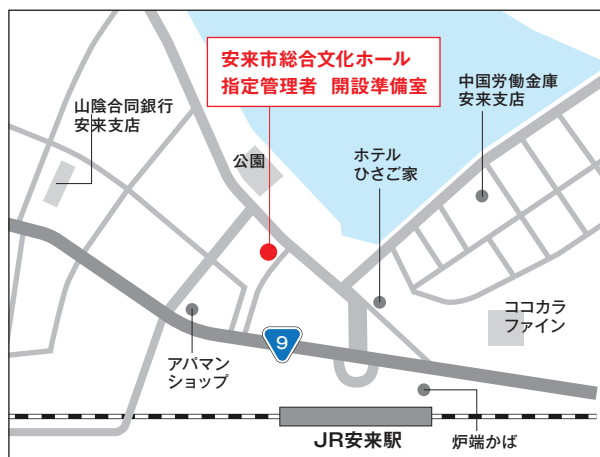 安来市総合文化ホール
指定管理者 開設準備室
中国労働金庫
安来支店
山陰合同銀行
安来支店
公園
ホテル
ひさご家
ココカラ
ファイン
9
アパマン
ショップ
JR安来駅
炉端かば